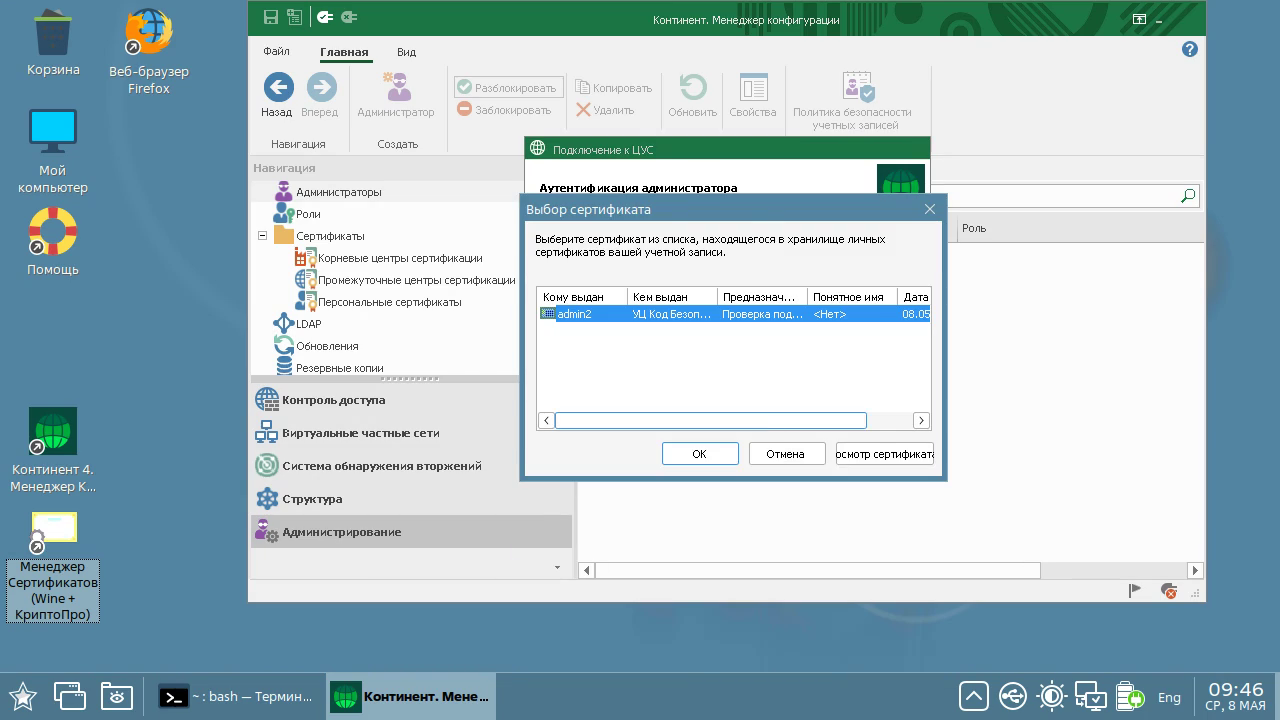 Корзина
Веб-браузер
Firefox
Мой
компьютер
Помощь
Континент 4.
Менеджер К...
Менеджер
Сертификатов
(Wine +
КриптоПро)
Континент. Менеджер конфигурации
Файл
Главная
Вид
Назад
Вперед
Навигация
Администратор
Создать
Разблокировать
Заблокировать
Копировать
Удалить
Обновить
Свойства
Политика безопасности
учетных записей
Навигация
Администраторы
Роли
Сертификаты
Корневые центры сертификации
Промежуточные центры сертификации
Персональные сертификаты
LDAP
Обновления
Резервные копии
Контроль доступа
Виртуальные частные сети
Система обнаружения вторжений
Структура
Администрирование
Роль
Подключение к ЦУС
Аутентификация администратора
Выбор сертификата
Выберите сертификат из списка, находящегося в хранилище личных
сертификатов вашей учетной записи.
Кому выдан Кем выдан Предназнач... Понятное имя Дата
admin2 УЦ Код Безоп... Проверка под... <Нет> 08.05
ОК Отмена осмотр сертификата
~ : bash — Термин...
Континент. Мене...
Eng
09:46
СР, 8 МАЯ